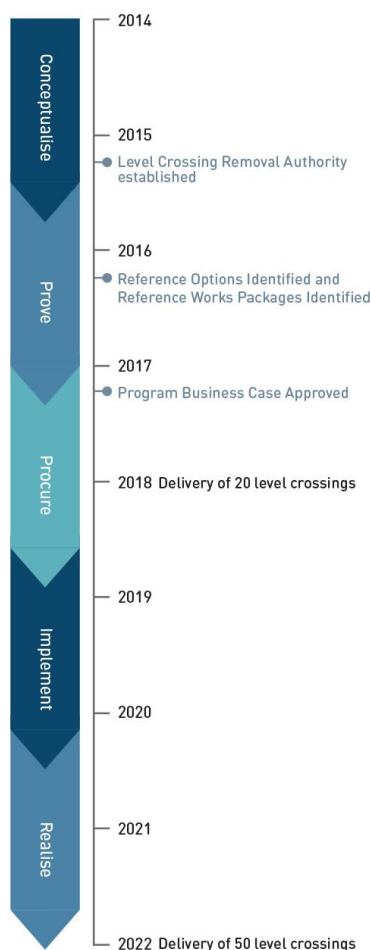 2014
Conceptualise
2015
Level Crossing Removal Authority
established
2016
Prove
Reference Options Identified and
Reference Works Packages Identified
2017
Program Business Case Approved
Procure
2018 Delivery of 20 level crossings
2019
Implement
2020
2021
Realise
2022 Delivery of 50 level crossings